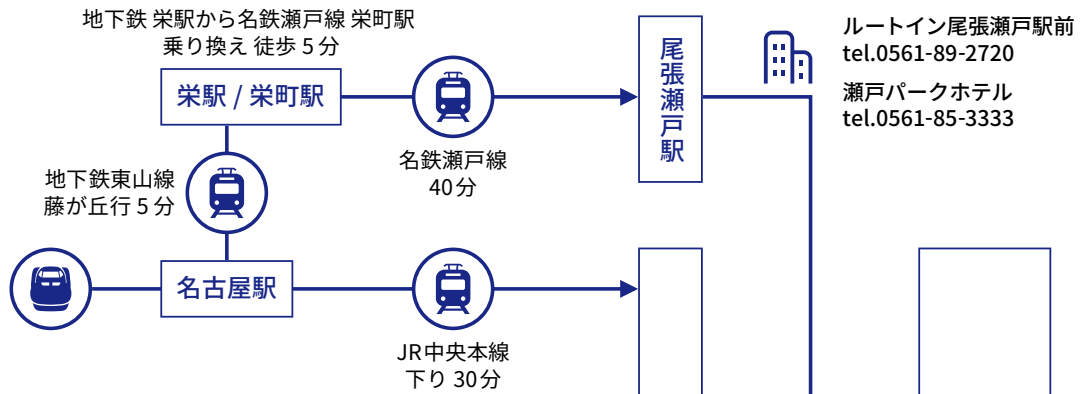 地下鉄 栄駅から名鉄瀬戸線 栄町駅
乗り換え 徒歩 5 分
栄駅 / 栄町駅
名鉄瀬戸線
40分
尾張瀬戸駅
ルートイン尾張瀬戸駅前
tel.0561-89-2720
瀬戸パークホテル
tel.0561-85-3333
地下鉄東山線
藤が丘行 5 分
名古屋駅
JR中央本線
下り 30分